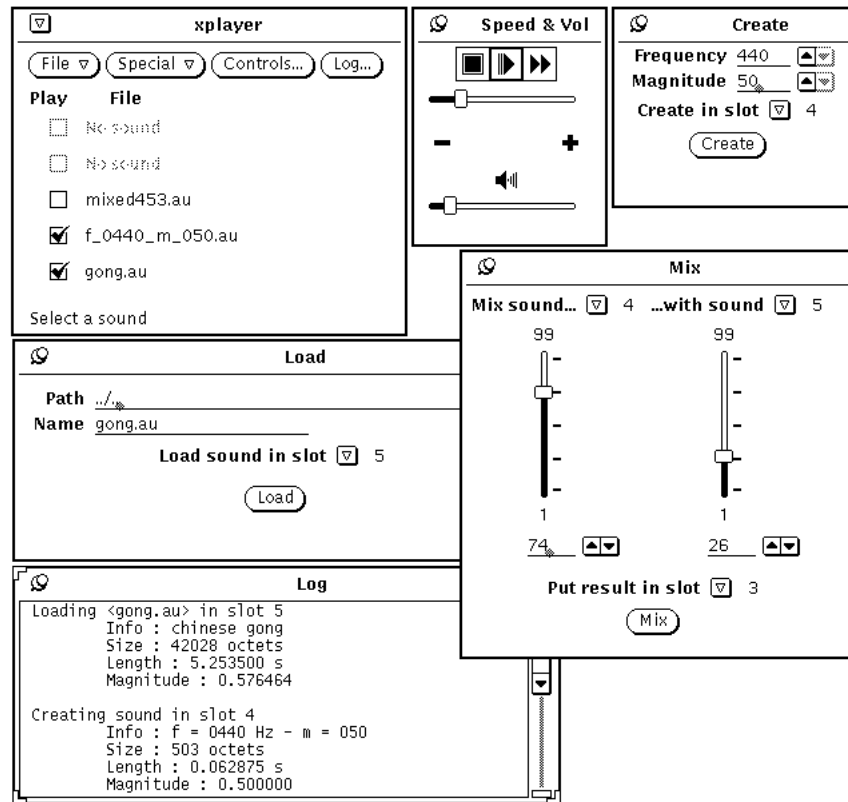 xplayer
File Special Controls... Log...
Play File
No sound
No sound
mixed453.au
f_0440_m_050.au
gong.au
Select a sound
Speed & Vol
- +
Create
Frequency 440
Magnitude 50
Create in slot 4
Create
Load
Path ../..
Name gong.au
Load sound in slot 5
Load
Mix
Mix sound... 4 ...with sound 5
99 99
1 1
74 26
Put result in slot 3
Mix
Log
Loading <gong.au> in slot 5
Info : chinese gong
Size : 42028 octets
Length : 5.253500 s
Magnitude : 0.576464
Creating sound in slot 4
Info : f = 0440 Hz - m = 050
Size : 503 octets
Length : 0.062875 s
Magnitude : 0.500000